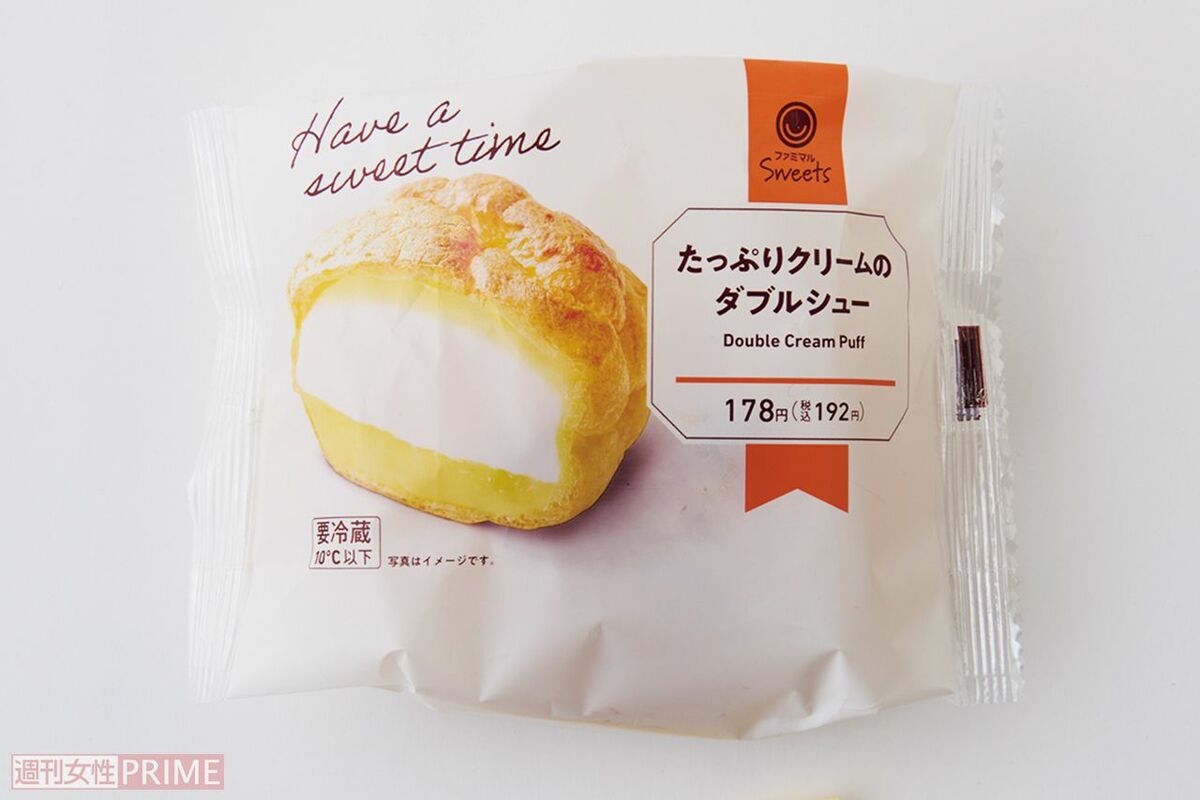 Have a
sweet time
ファミマル
Sweets
たっぷりクリームの
ダブルシュー
Double Cream Puff
178円(税込192円)
要冷蔵
10℃以下
写真はイメージです。
週刊女性PRIME